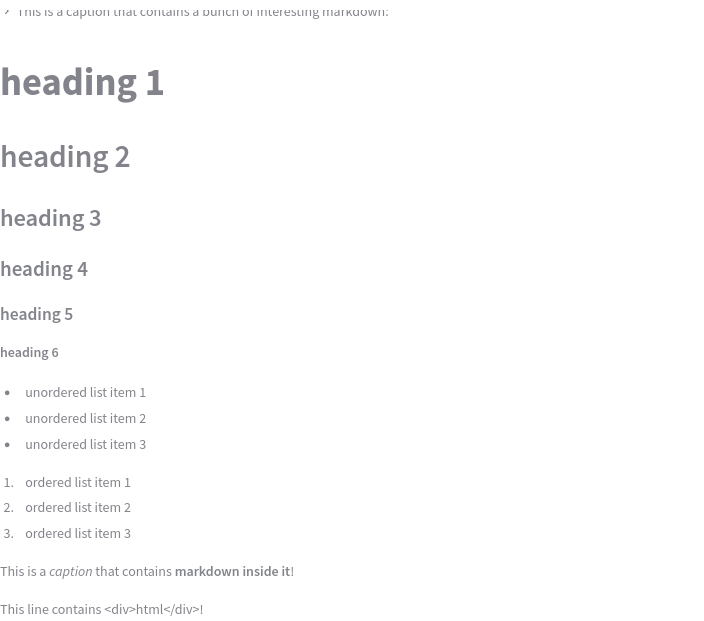 This is a caption that contains a bunch of interesting markdown:
heading 1
heading 2
heading 3
heading 4
heading 5
heading 6
• unordered list item 1
• unordered list item 2
• unordered list item 3
1. ordered list item 1
2. ordered list item 2
3. ordered list item 3
This is a caption that contains markdown inside it!
This line contains <div>html</div>!